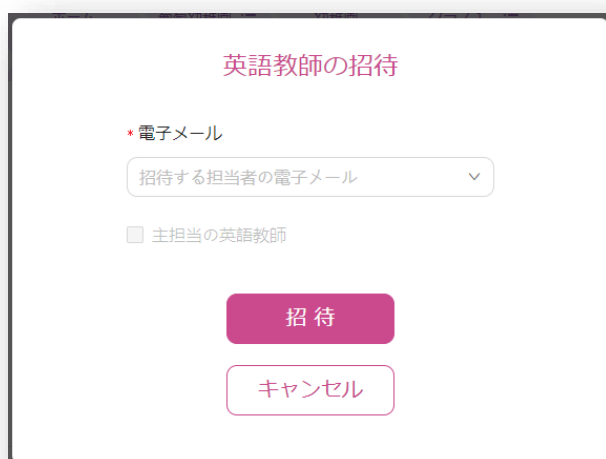 英語教師の招待
* 電子メール
招待する担当者の電子メール
主担当の英語教師
招 待
キャンセル